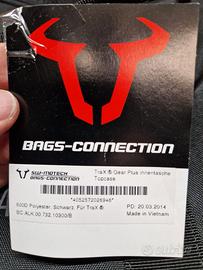 BAGS-CONNECTION
SW-MOTECH
BAGS-CONNECTION
TraX ® Gear Plus Innentasche
Topcase
*4052572026946*
600D Polyester, Schwarz, Für TraX ®
BC.ALK.00.732.10300/B
PD: 20.03.2014
Made in Vietnam